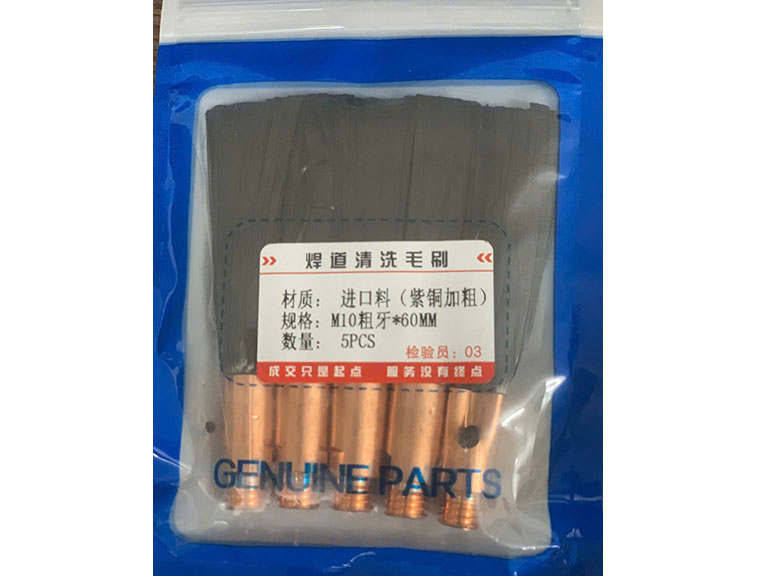 焊道清洗毛刷
材质： 进口料（紫铜加粗）
规格：M10粗牙*60MM
数量： 5PCS
检验员：03
成交只是起点 服务没有终点
GENUINE PARTS